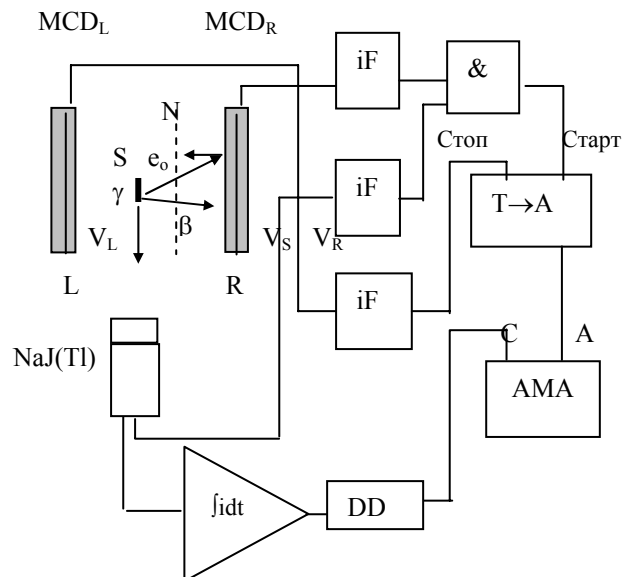 MCD_L
MCD_R
iF
&
N
S
e_o
Стоп
Старт
γ
iF
T→A
V_L
β
V_S
V_R
L
R
iF
NaJ(Tl)
C
A
AMA
∫idt
DD